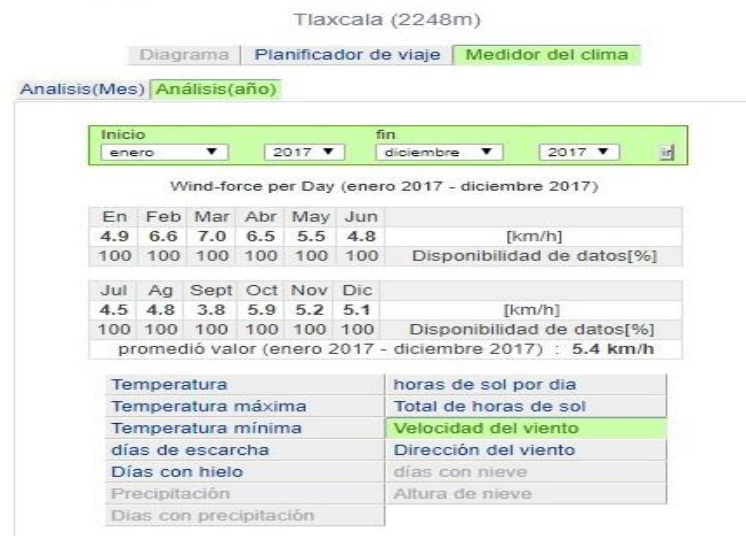 Tlaxcala (2248m)
Diagrama Planificador de viaje Medidor del clima
Analisis(Mes) Análisis(año)
Inicio fin
enero 2017 diciembre 2017 ir
Wind-force per Day (enero 2017 - diciembre 2017)
En Feb Mar Abr May Jun
4.9 6.6 7.0 6.5 5.5 4.8 [km/h]
100 100 100 100 100 100 Disponibilidad de datos[%]
Jul Ag Sept Oct Nov Dic
4.5 4.8 3.8 5.9 5.2 5.1 [km/h]
100 100 100 100 100 100 Disponibilidad de datos[%]
promedió valor (enero 2017 - diciembre 2017) : 5.4 km/h
Temperatura horas de sol por dia
Temperatura máxima Total de horas de sol
Temperatura mínima Velocidad del viento
días de escarcha Dirección del viento
Días con hielo días con nieve
Precipitación Altura de nieve
Dias con precipitación